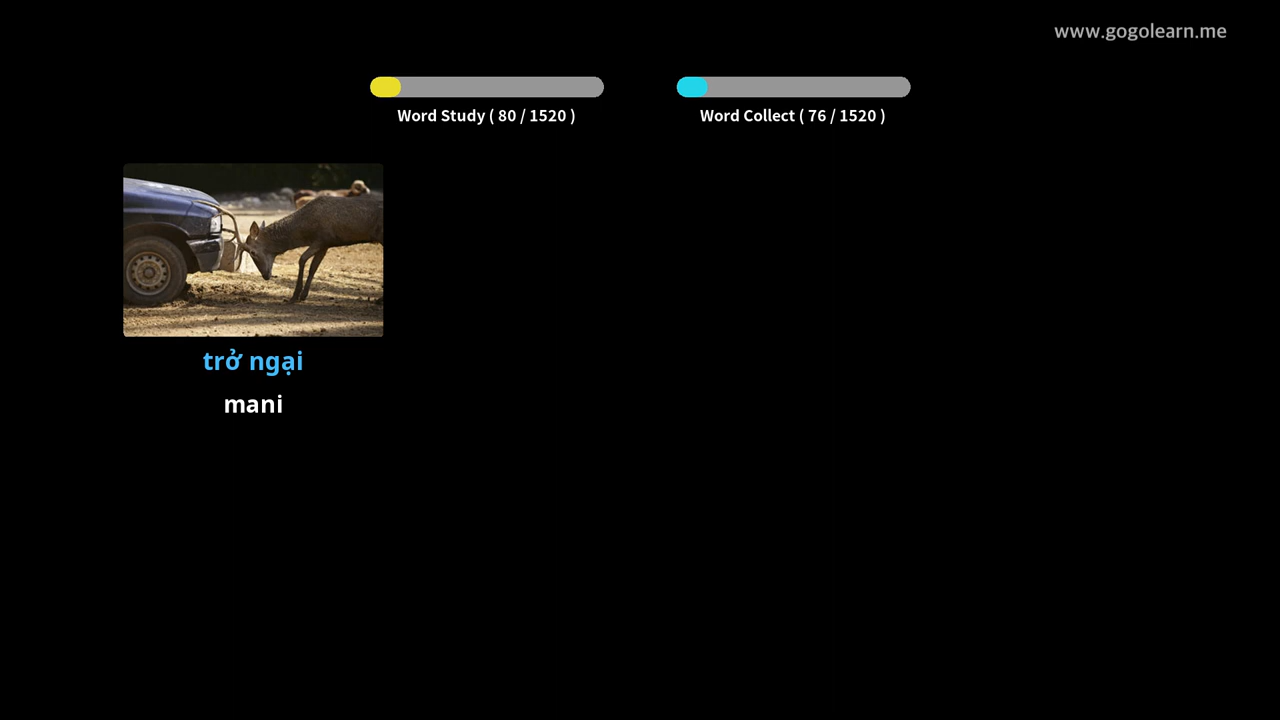 www.gogolearn.me
Word Study ( 80 / 1520 )
Word Collect ( 76 / 1520 )
trở ngại
mani